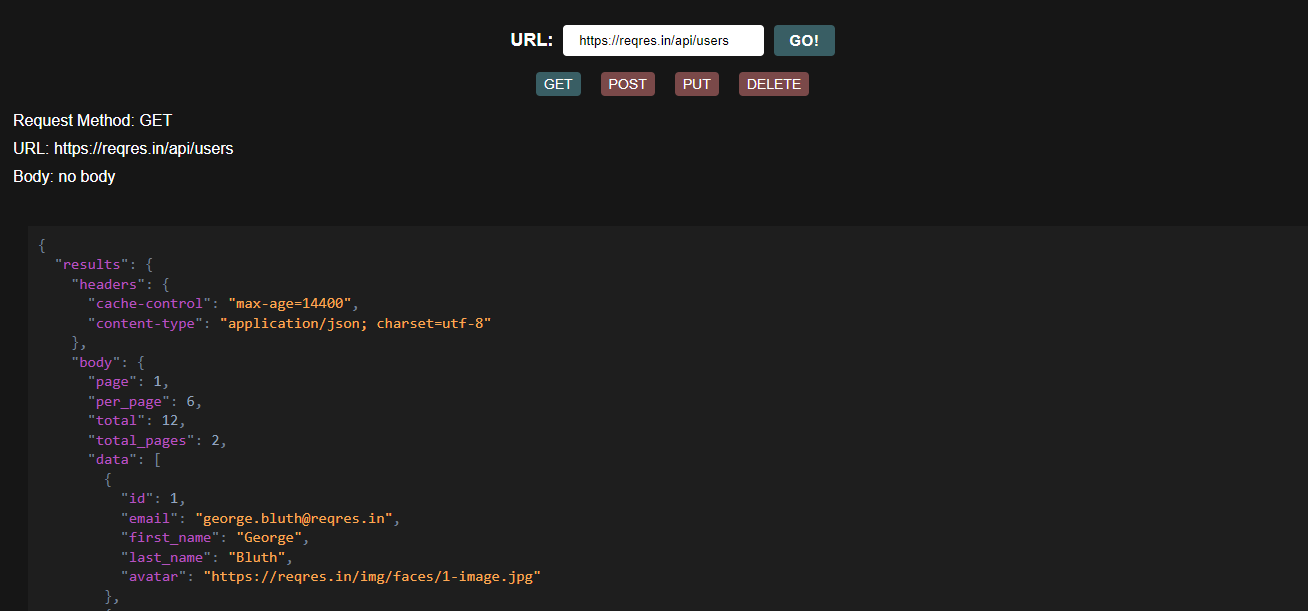 URL: https://reqres.in/api/users GO!
GET POST PUT DELETE
Request Method: GET
URL: https://reqres.in/api/users
Body: no body
{
  "results": {
    "headers": {
      "cache-control": "max-age=14400",
      "content-type": "application/json; charset=utf-8"
    },
    "body": {
      "page": 1,
      "per_page": 6,
      "total": 12,
      "total_pages": 2,
      "data": [
        {
          "id": 1,
          "email": "george.bluth@reqres.in",
          "first_name": "George",
          "last_name": "Bluth",
          "avatar": "https://reqres.in/img/faces/1-image.jpg"
        },